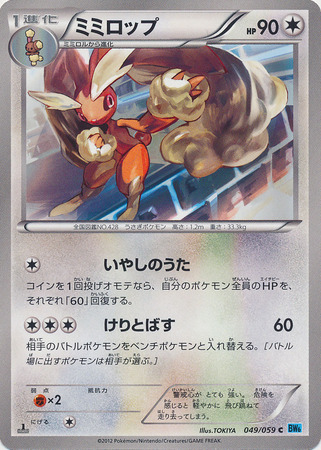 1進化
ミミロップ
HP90
ミミロルから進化
全国図鑑NO.428 うさぎポケモン 高さ:1.2m 重さ:33.3kg
いやしのうた
コインを1回投げオモテなら、自分のポケモン全員のHPを、
それぞれ「60」回復する。
けりとばす 60
相手のバトルポケモンをベンチポケモンと入れ替える。[バトル
場に出すポケモンは相手が選ぶ。]
弱点 ×2 抵抗力
にげる
警戒心が とても 強い。 危険を
感じると 軽やかに 飛び跳ねて
走り去ってしまう。
1
Illus.TOKIYA
BW6
049/059 C
©2012 Pokémon/Nintendo/Creatures/GAME FREAK